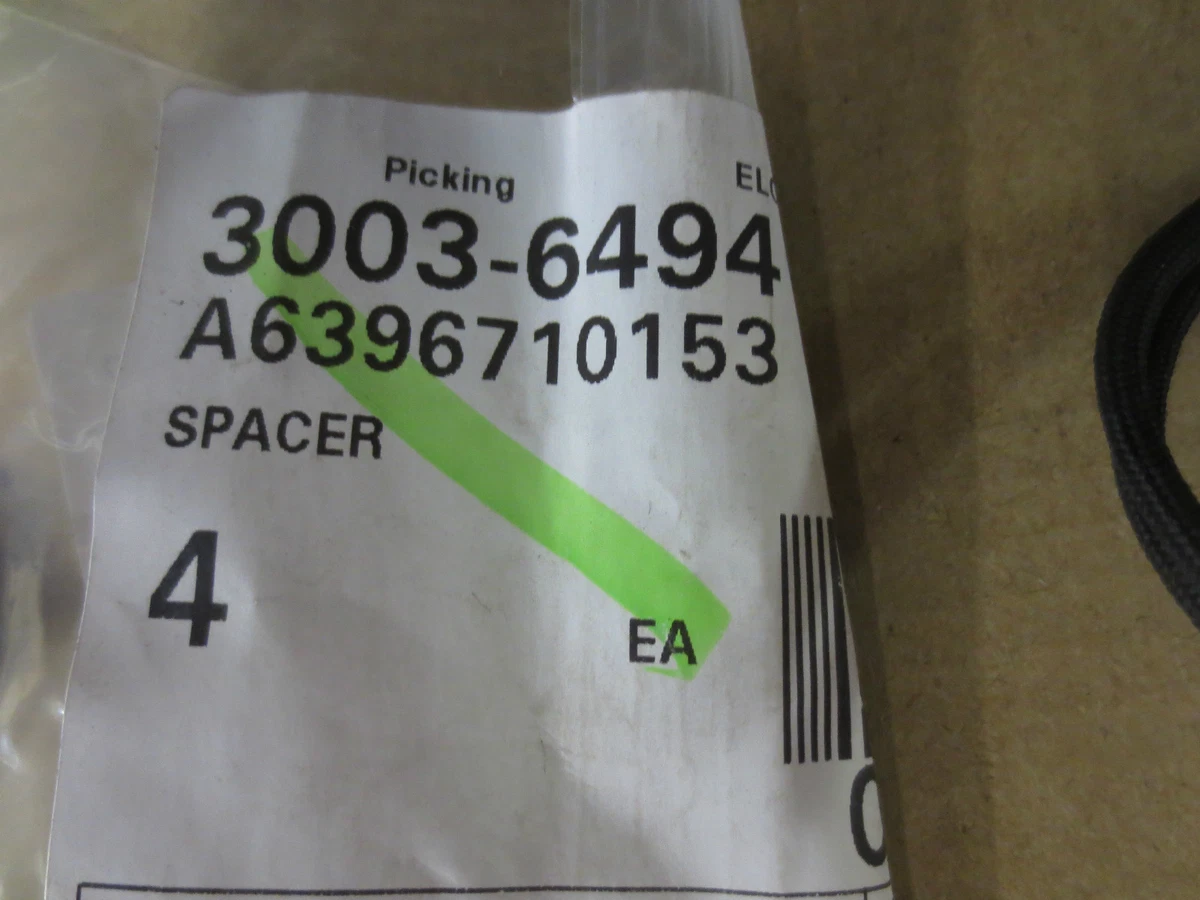 Picking
3003-6494
A6396710153
SPACER
4 EA